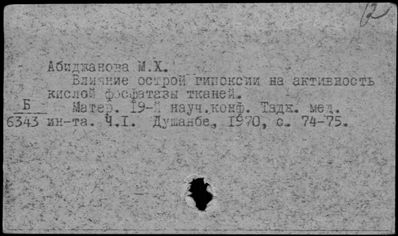 12
Абиджанова М.Х.
Влияние острой гипоксии на активность
кислой фосфатазы тканей.
Б Матер. 19-й науч.конф. Тадж. мед.
6343 ин-та. Ч.I. Душанбе, 1970, с. 74-75.